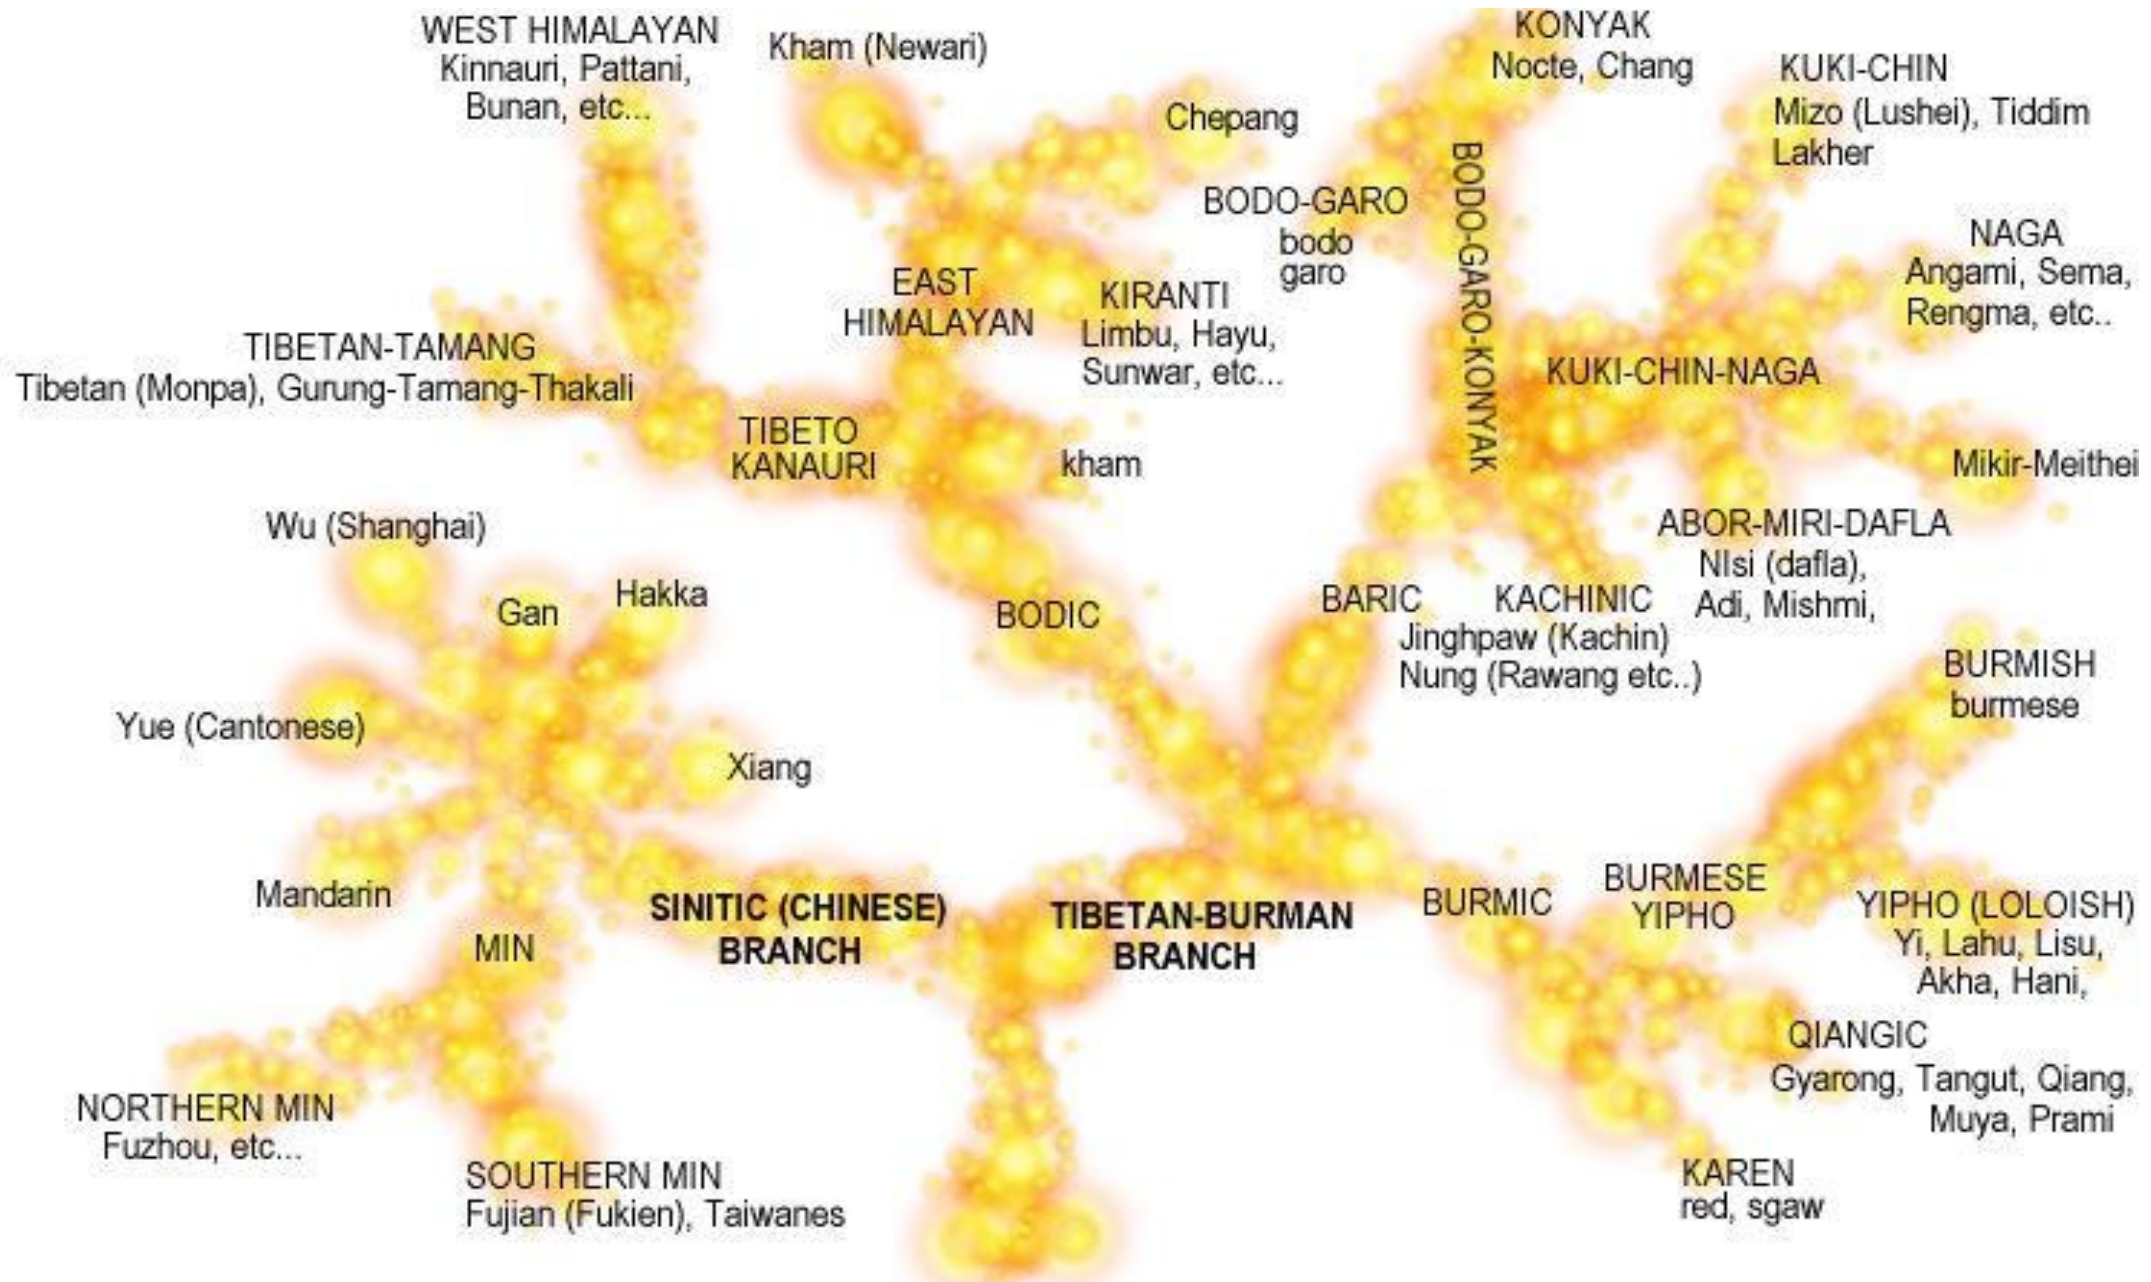 WEST HIMALAYAN
Kinnauri, Pattani,
Bunan, etc...
Kham (Newari)
Chepang
KONYAK
Nocte, Chang
KUKI-CHIN
Mizo (Lushei), Tiddim
Lakher
BODO-GARO
bodo
garo
BODO-GARO-KONYAK
NAGA
Angami, Sema,
Rengma, etc..
EAST
HIMALAYAN
KIRANTI
Limbu, Hayu,
Sunwar, etc...
TIBETAN-TAMANG
Tibetan (Monpa), Gurung-Tamang-Thakali
KUKI-CHIN-NAGA
TIBETO
KANAURI
kham
Mikir-Meithei
Wu (Shanghai)
Gan
Hakka
BODIC
BARIC
KACHINIC
Jinghpaw (Kachin)
Nung (Rawang etc..)
ABOR-MIRI-DAFLA
NIsi (dafla),
Adi, Mishmi,
BURMISH
burmese
Yue (Cantonese)
Xiang
Mandarin
MIN
SINITIC (CHINESE)
BRANCH
TIBETAN-BURMAN
BRANCH
BURMIC
BURMESE
YIPHO
YIPHO (LOLOISH)
Yi, Lahu, Lisu,
Akha, Hani,
QIANGIC
Gyarong, Tangut, Qiang,
Muya, Prami
NORTHERN MIN
Fuzhou, etc...
SOUTHERN MIN
Fujian (Fukien), Taiwanes
KAREN
red, sgaw